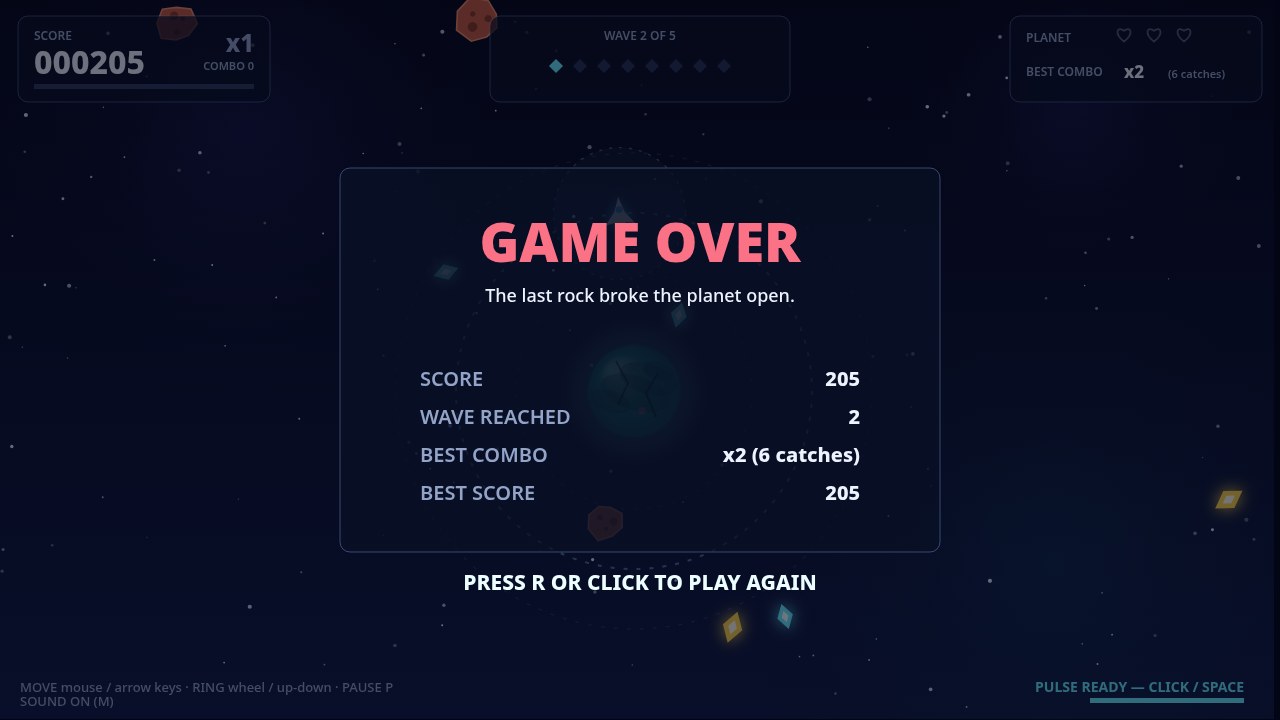 SCORE
000205
x1
COMBO 0
WAVE 2 OF 5
PLANET
BEST COMBO x2 (6 catches)
GAME OVER
The last rock broke the planet open.
SCORE 205
WAVE REACHED 2
BEST COMBO x2 (6 catches)
BEST SCORE 205
PRESS R OR CLICK TO PLAY AGAIN
MOVE mouse / arrow keys · RING wheel / up-down · PAUSE P
SOUND ON (M)
PULSE READY — CLICK / SPACE